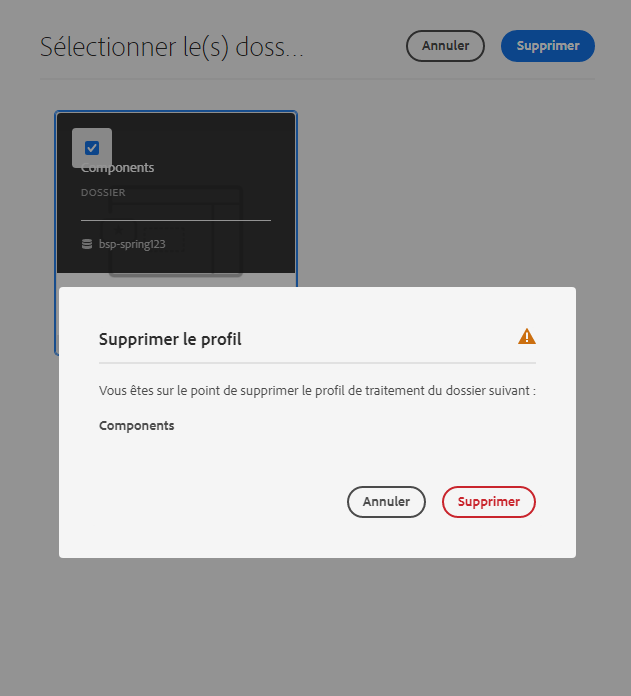 Sélectionner le(s) doss...
Annuler
Supprimer
Components
DOSSIER
bsp-spring123
Supprimer le profil
Vous êtes sur le point de supprimer le profil de traitement du dossier suivant :
Components
Annuler
Supprimer